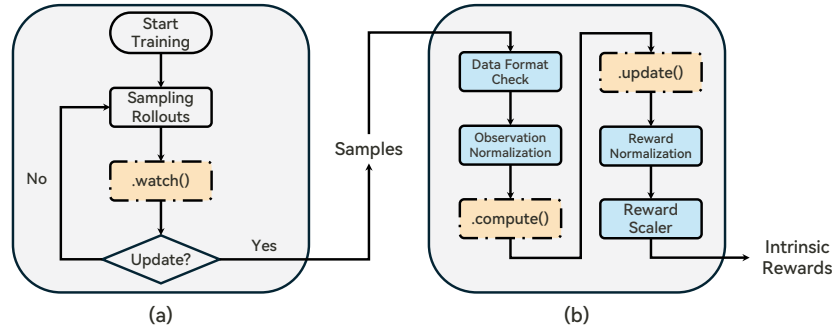 Start
Training
Sampling
Rollouts
.watch()
No
Update?
Yes
(a)
Samples
Data Format
Check
Observation
Normalization
.compute()
.update()
Reward
Normalization
Reward
Scaler
Intrinsic
Rewards
(b)